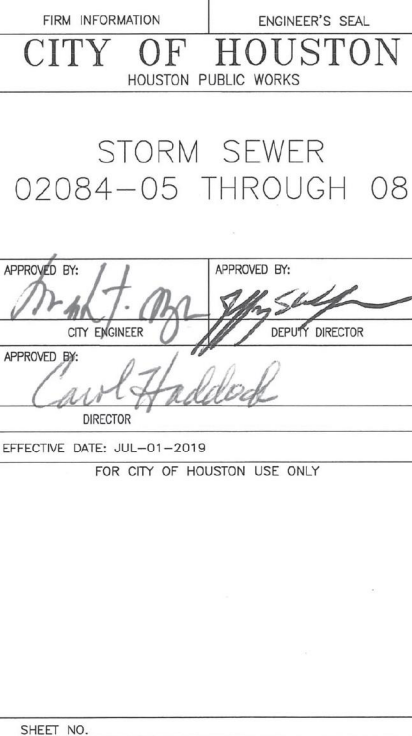 FIRM INFORMATION ENGINEER'S SEAL
CITY OF HOUSTON
HOUSTON PUBLIC WORKS
STORM SEWER
02084-05 THROUGH 08
APPROVED BY: APPROVED BY:
CITY ENGINEER DEPUTY DIRECTOR
APPROVED BY:
Carol Haddock
DIRECTOR
EFFECTIVE DATE: JUL-01-2019
FOR CITY OF HOUSTON USE ONLY
SHEET NO.